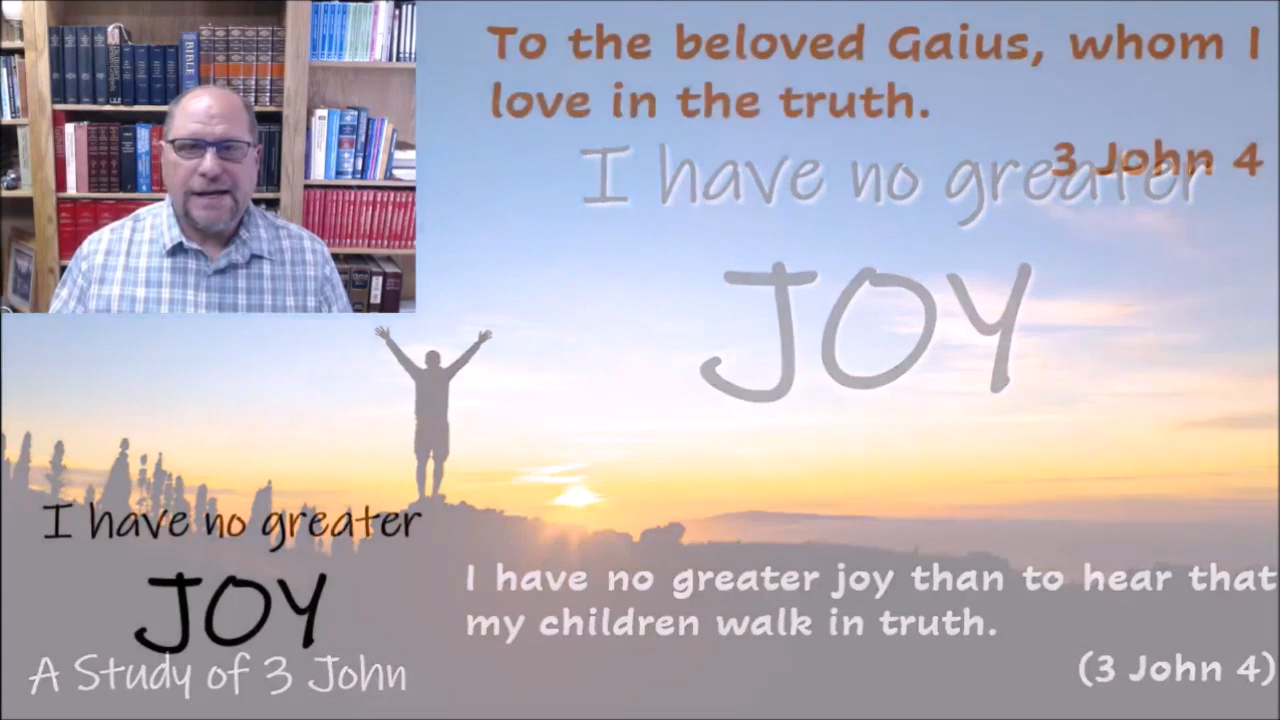 BIBLE
To the beloved Gaius, whom I
love in the truth.
3 John 4
I have no greater
JOY
I have no greater
JOY
A Study of 3 John
I have no greater joy than to hear that
my children walk in truth.
(3 John 4)